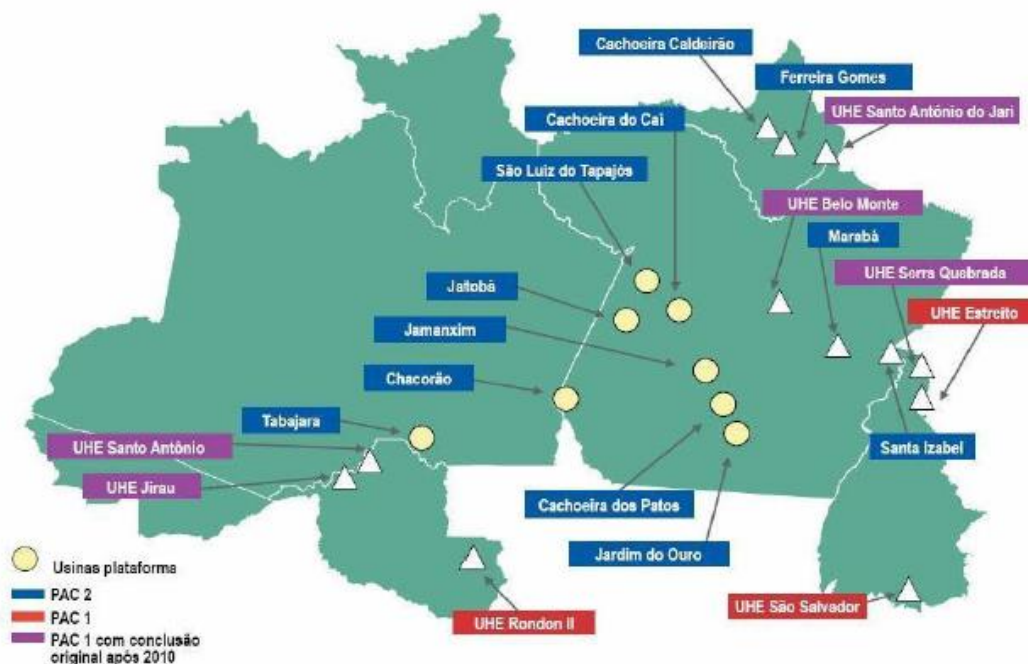 Cachoeira Caldeirão
Ferreira Gomes
UHE Santo Antônio do Jari
Cachoeira do Caí
São Luiz do Tapajós
UHE Belo Monte
Marabá
UHE Serra Quebrada
UHE Estreito
Jatobá
Jamanxim
Chacorão
Tabajara
UHE Santo Antônio
UHE Jirau
Santa Izabel
Cachoeira dos Patos
Jardim do Ouro
UHE São Salvador
UHE Rondon II
Usinas plataforma
PAC 2
PAC 1
PAC 1 com conclusão
original após 2010